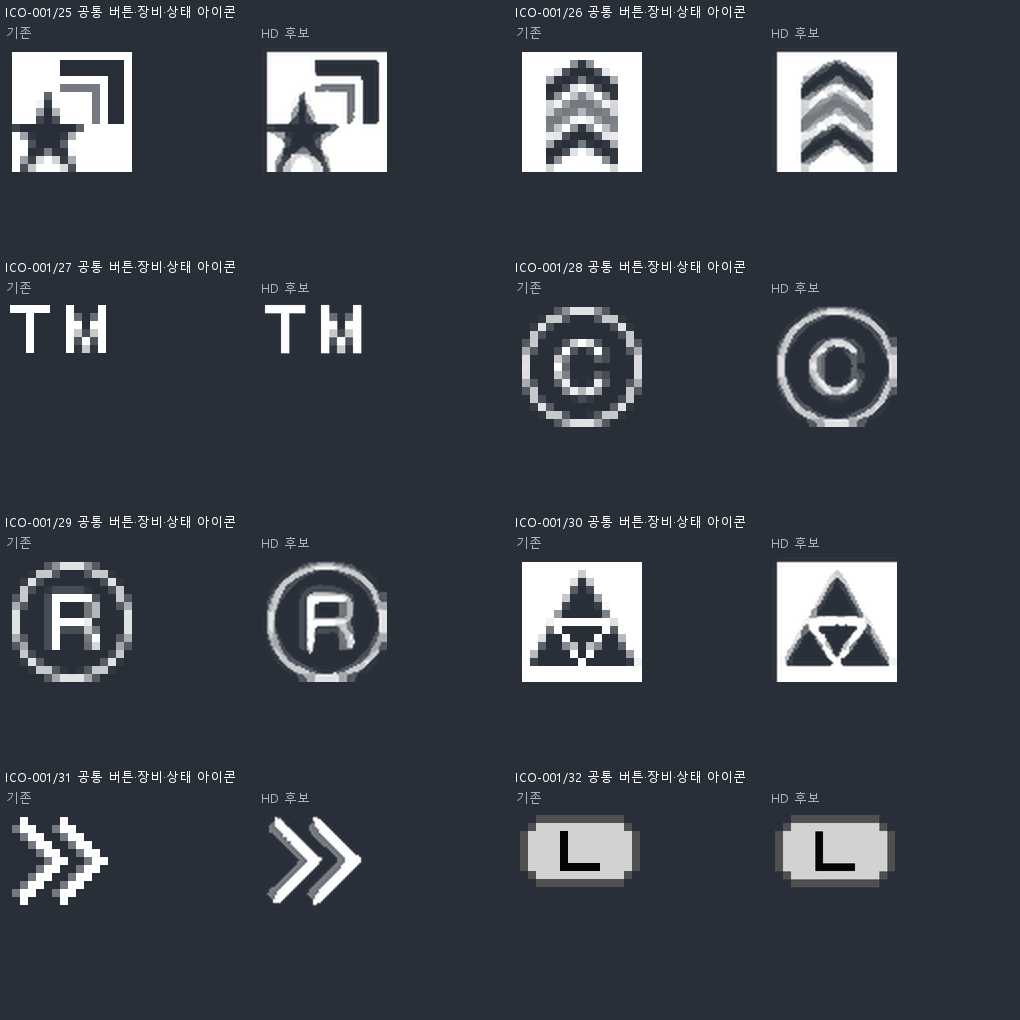 ICO-001/25 공통 버튼·장비·상태 아이콘
기존
HD 후보
ICO-001/26 공통 버튼·장비·상태 아이콘
기존
HD 후보
ICO-001/27 공통 버튼·장비·상태 아이콘
기존
HD 후보
TM
TM
ICO-001/28 공통 버튼·장비·상태 아이콘
기존
HD 후보
©
©
ICO-001/29 공통 버튼·장비·상태 아이콘
기존
HD 후보
®
®
ICO-001/30 공통 버튼·장비·상태 아이콘
기존
HD 후보
ICO-001/31 공통 버튼·장비·상태 아이콘
기존
HD 후보
ICO-001/32 공통 버튼·장비·상태 아이콘
기존
HD 후보
L
L